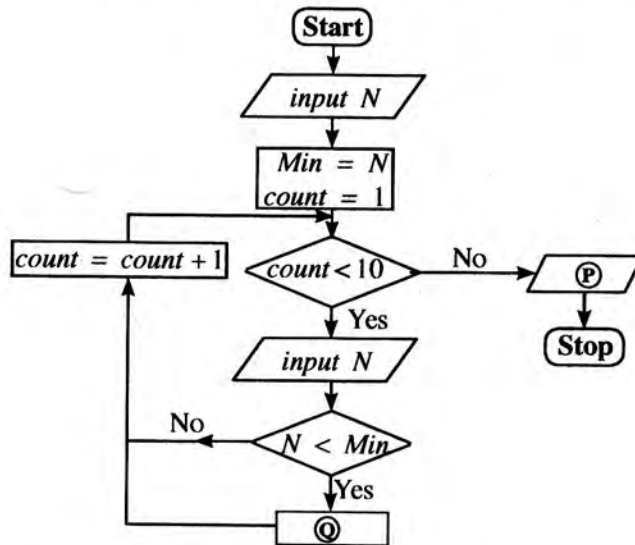 Start
input N
Min = N
count = 1
count = count + 1
count < 10
No
Ⓟ
Yes
Stop
input N
No
N < Min
Yes
Ⓠ